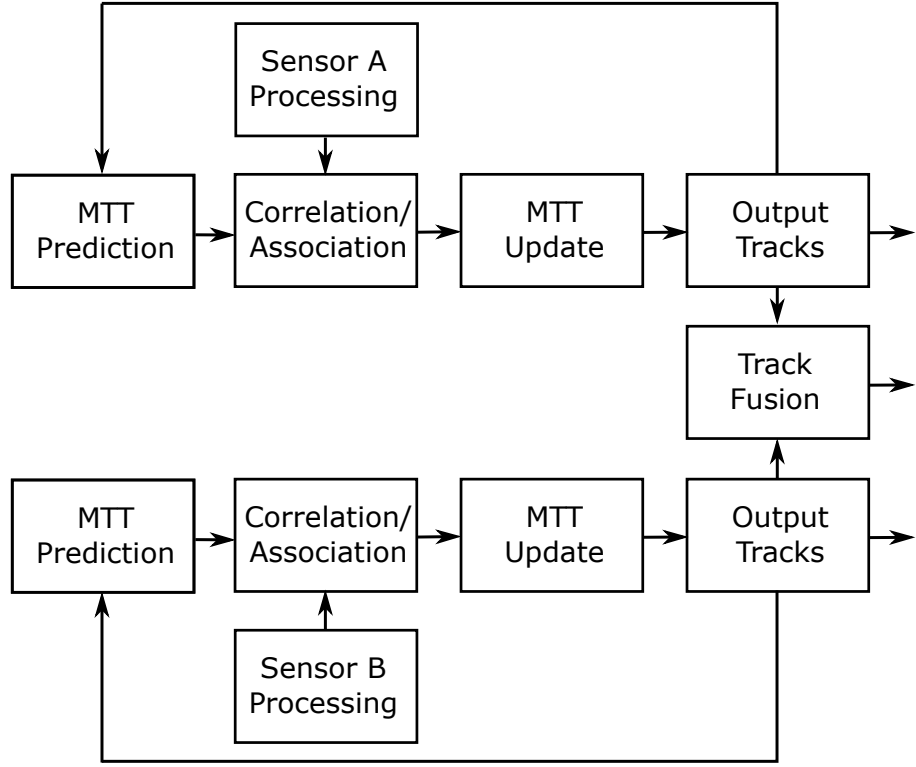 Sensor A
Processing
MTT
Prediction
Correlation/
Association
MTT
Update
Output
Tracks
Track
Fusion
MTT
Prediction
Correlation/
Association
MTT
Update
Output
Tracks
Sensor B
Processing